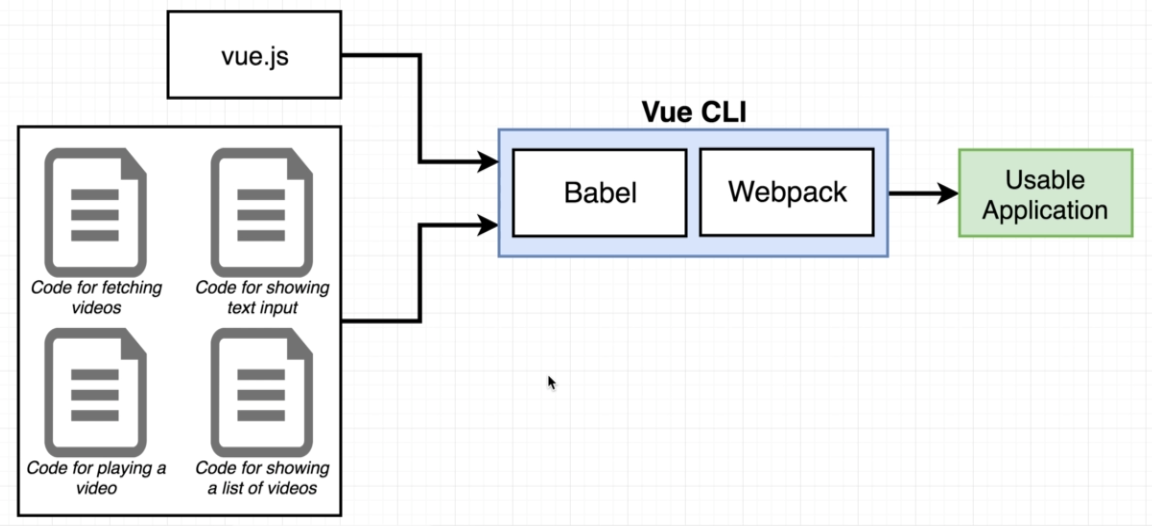 vue.js
Vue CLI
Babel
Webpack
Usable
Application
Code for fetching
videos
Code for showing
text input
Code for playing a
video
Code for showing
a list of videos